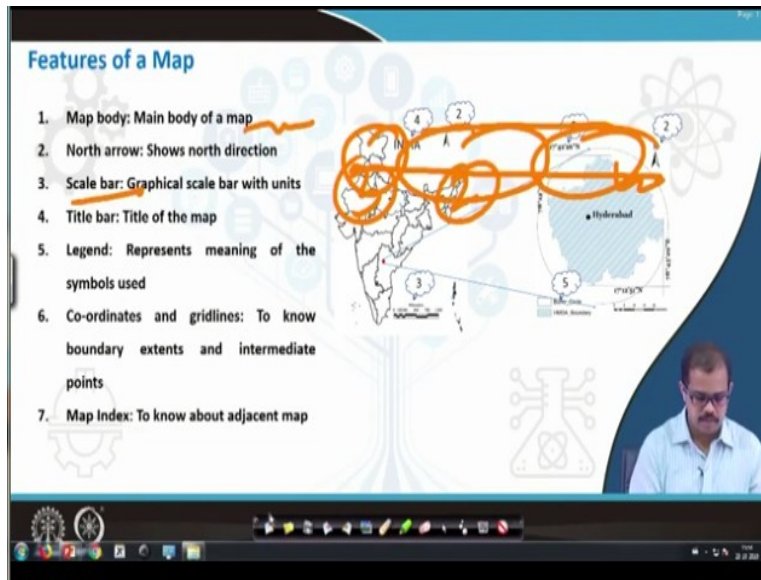 Features of a Map
1. Map body: Main body of a map
2. North arrow: Shows north direction
3. Scale bar: Graphical scale bar with units
4. Title bar: Title of the map
5. Legend: Represents meaning of the
symbols used
6. Co-ordinates and gridlines: To know
boundary extents and intermediate
points
7. Map Index: To know about adjacent map
4
2
2
Hyderabad
3
5